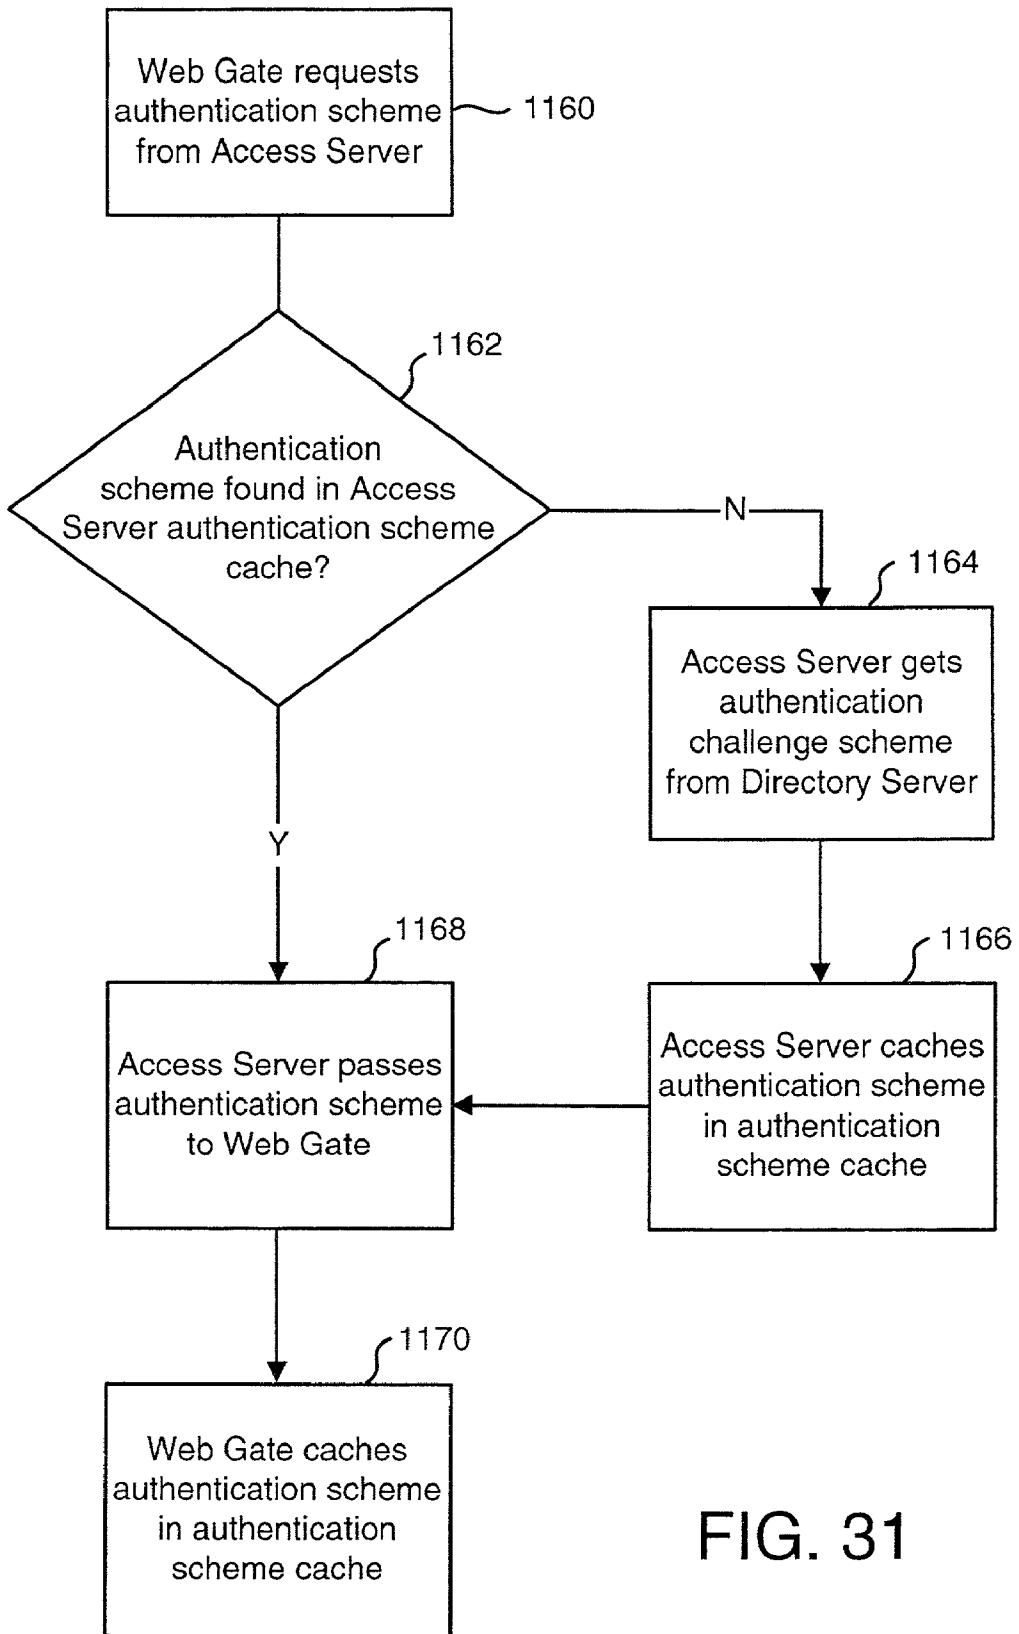 Web Gate requests
authentication scheme
from Access Server
1160
1162
Authentication
scheme found in Access
Server authentication scheme
cache?
N
1164
Access Server gets
authentication
challenge scheme
from Directory Server
Y
1168
1166
Access Server passes
authentication scheme
to Web Gate
Access Server caches
authentication scheme
in authentication
scheme cache
1170
Web Gate caches
authentication scheme
in authentication
scheme cache
FIG. 31